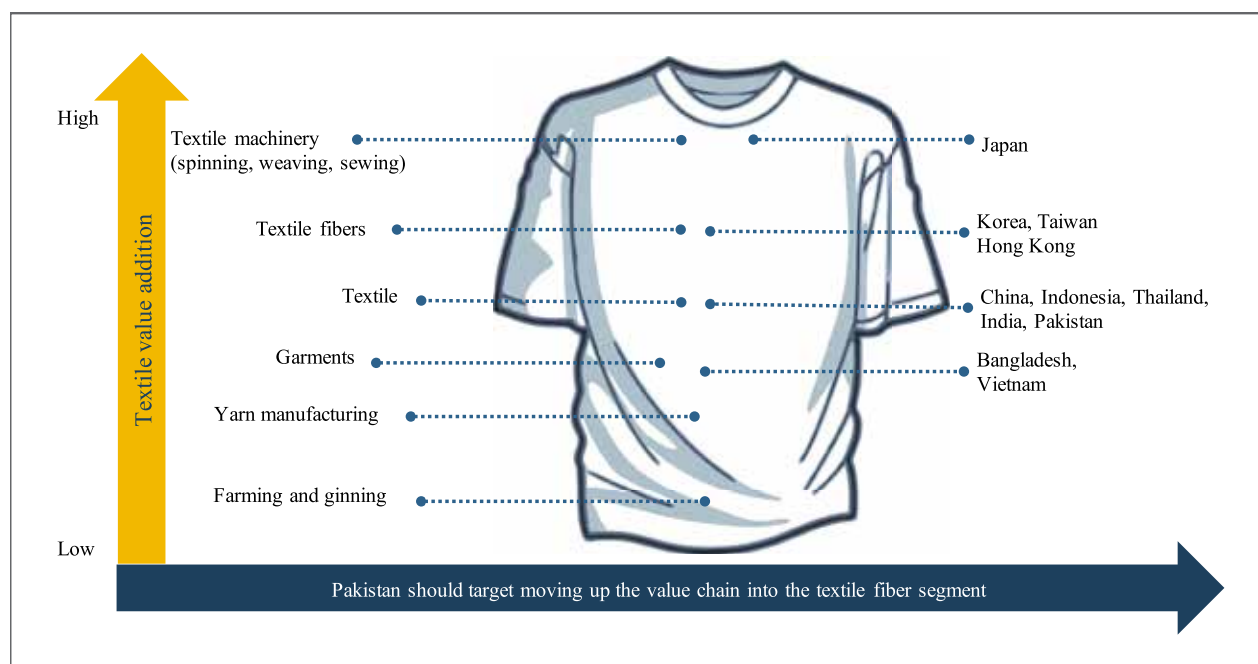 High
Textile machinery
(spinning, weaving, sewing)
Japan
Textile value addition
Textile fibers
Korea, Taiwan
Hong Kong
Textile
China, Indonesia, Thailand,
India, Pakistan
Garments
Bangladesh,
Vietnam
Yarn manufacturing
Farming and ginning
Low
Pakistan should target moving up the value chain into the textile fiber segment